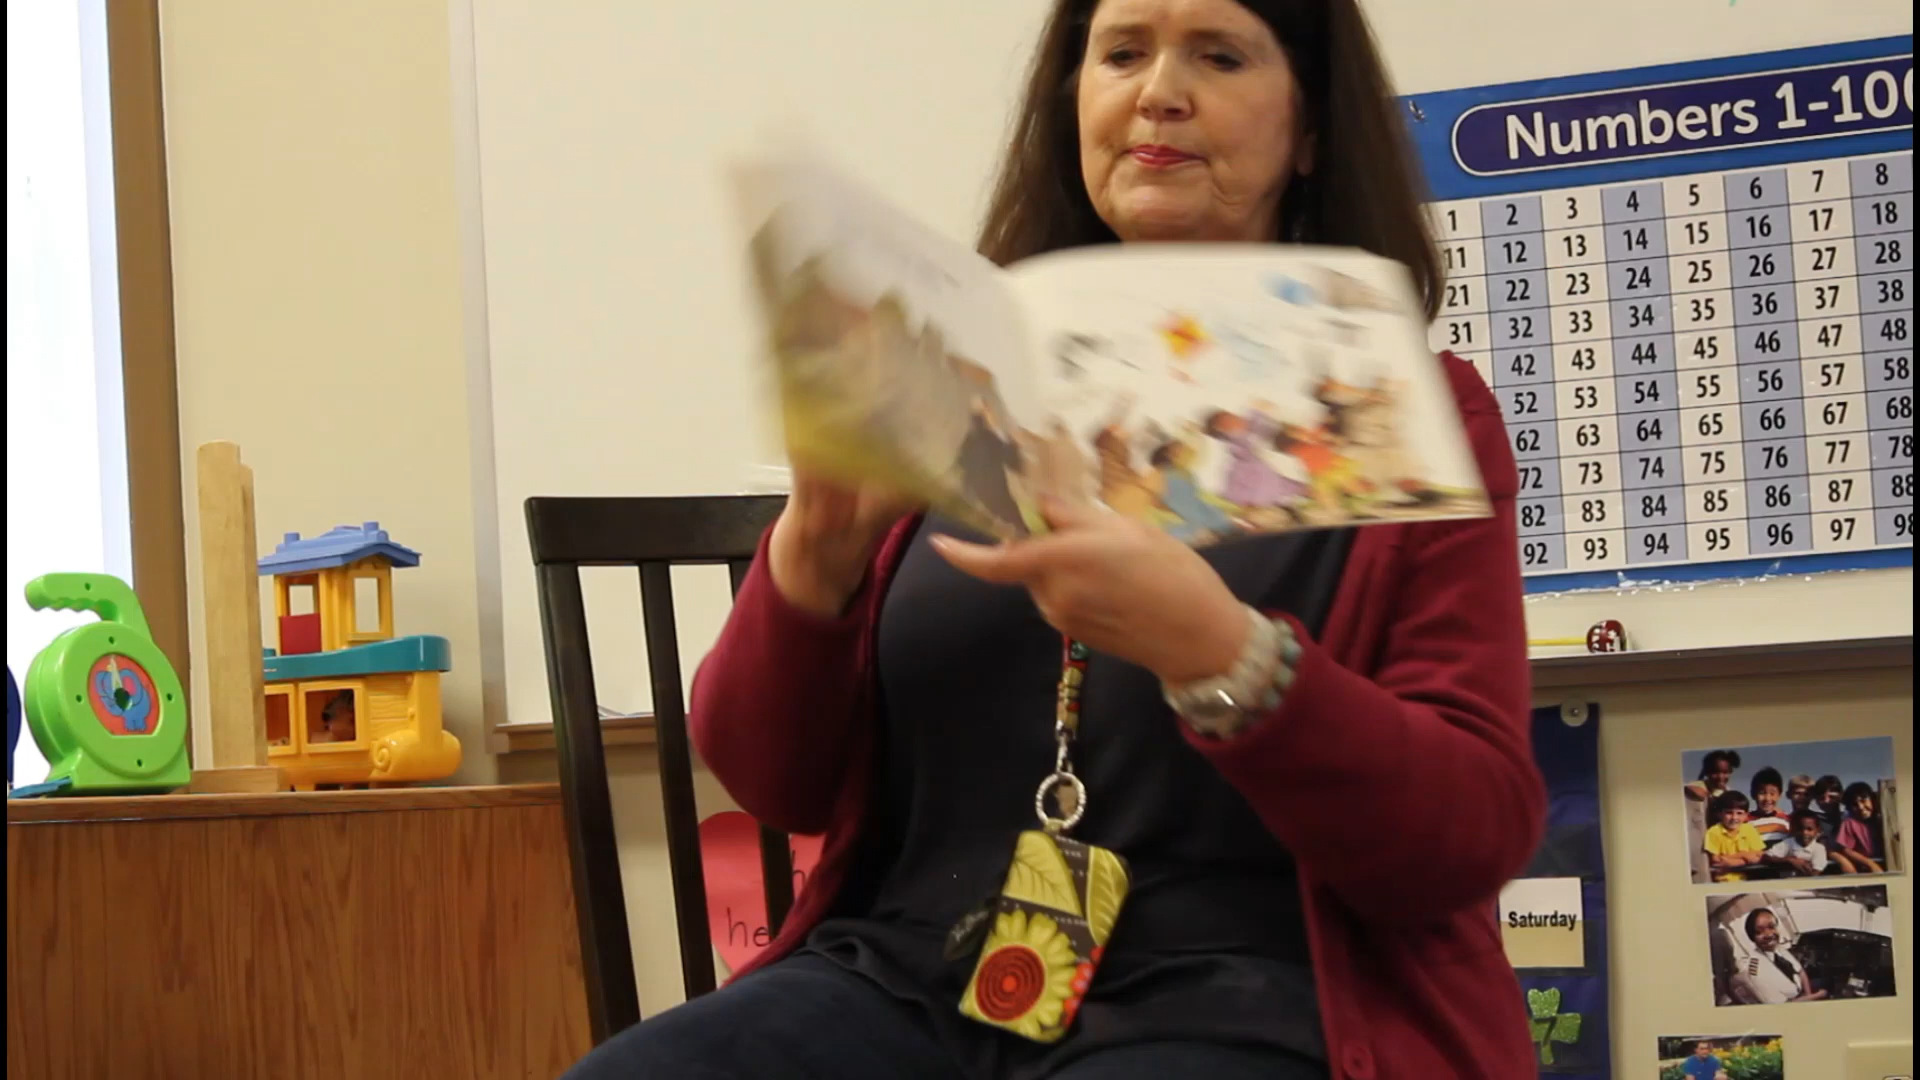 Numbers 1-100
1 2 3 4 5 6 7 8
11 12 13 14 15 16 17 18
21 22 23 24 25 26 27 28
31 32 33 34 35 36 37 38
42 43 44 45 46 47 48
52 53 54 55 56 57 58
62 63 64 65 66 67 68
72 73 74 75 76 77 78
82 83 84 85 86 87 88
92 93 94 95 96 97 98
h
he
Saturday
7